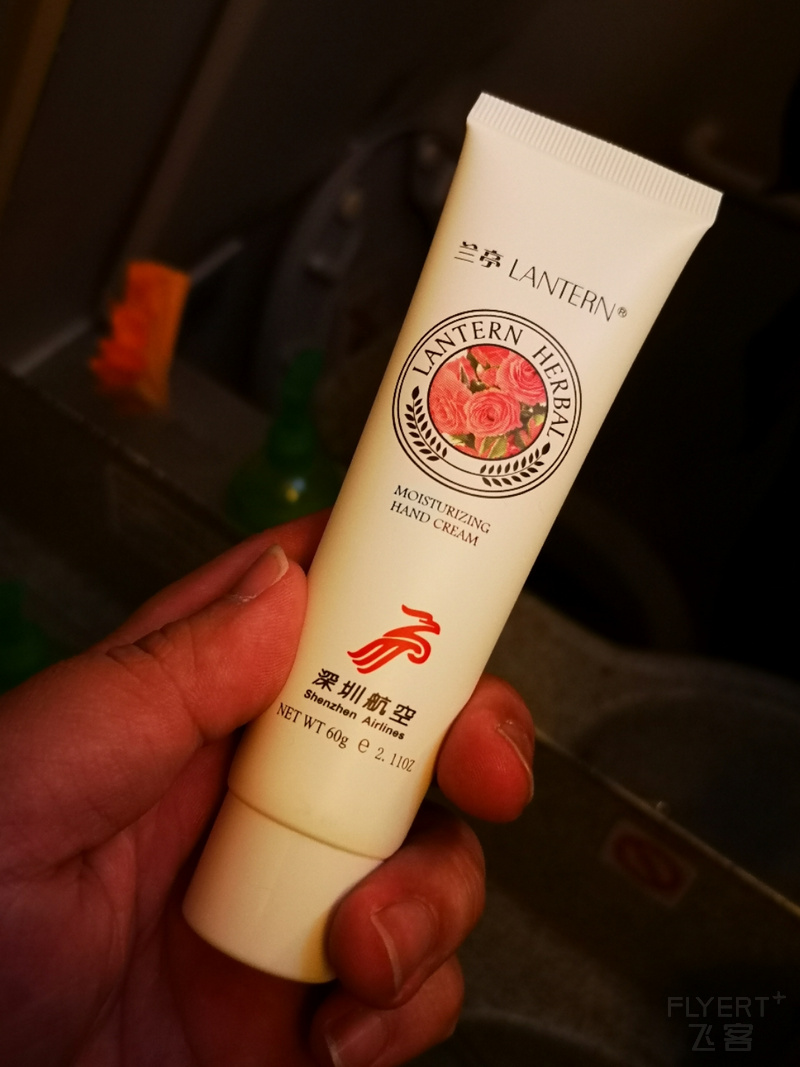 兰亭 LANTERN®
LANTERN HERBAL
MOISTURIZING
HAND CREAM
深圳航空
Shenzhen Airlines
NET WT 60g ℮ 2.11OZ
FLYERT+
飞客